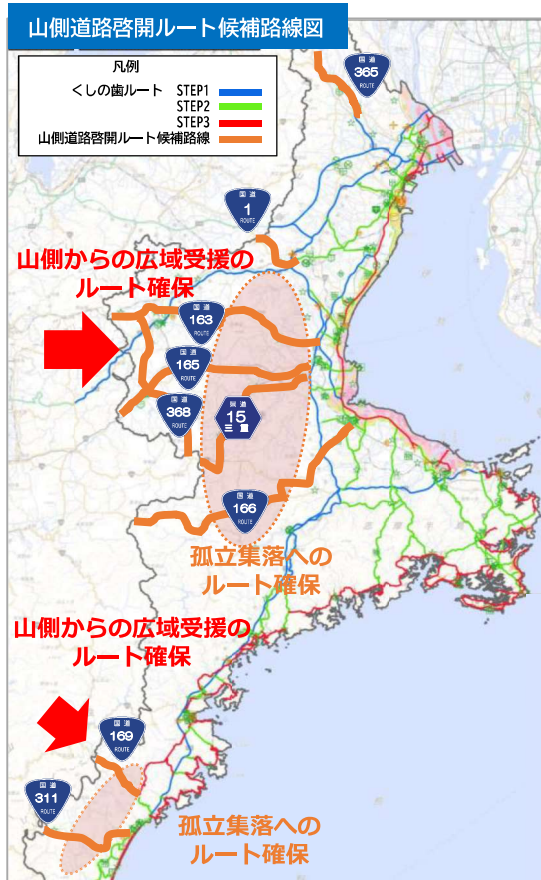 山側道路啓開ルート候補路線図
凡例
くしの歯ルート STEP1
STEP2
STEP3
山側道路啓開ルート候補路線
国道
365
ROUTE
国道
1
ROUTE
山側からの広域受援の
ルート確保
国道
163
ROUTE
国道
165
ROUTE
国道
368
ROUTE
県道
15
三重
国道
166
ROUTE
孤立集落への
ルート確保
山側からの広域受援の
ルート確保
国道
169
ROUTE
国道
311
ROUTE
孤立集落への
ルート確保